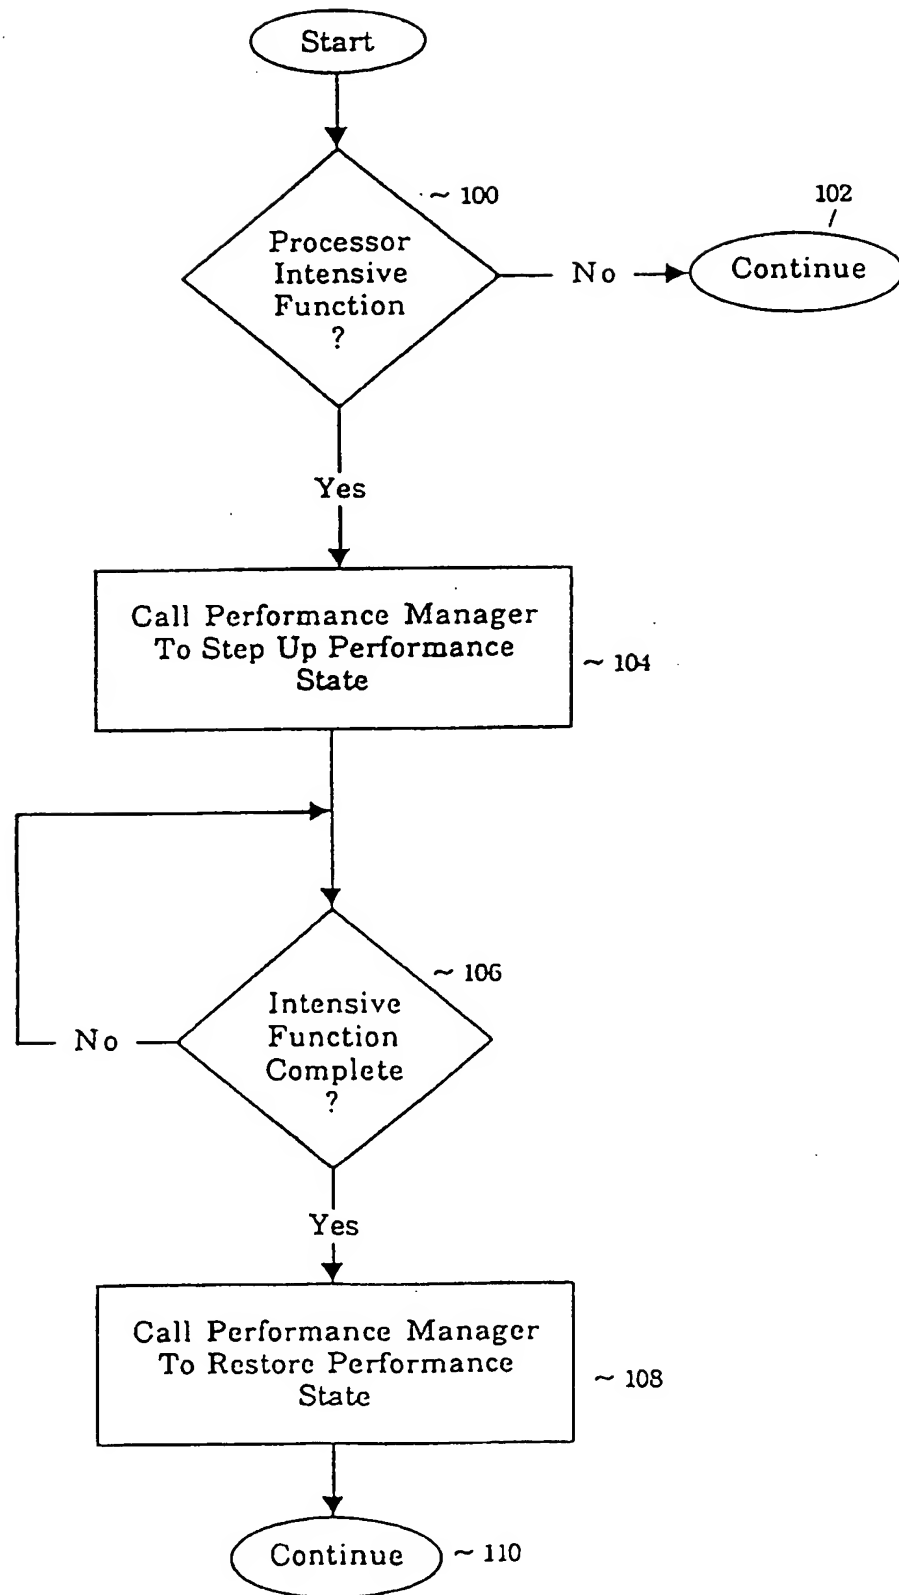 Start
~ 100
Processor
Intensive
Function
?
No
102
Continue
Yes
Call Performance Manager
To Step Up Performance
State
~ 104
~ 106
Intensive
Function
Complete
?
No
Yes
Call Performance Manager
To Restore Performance
State
~ 108
Continue
~ 110